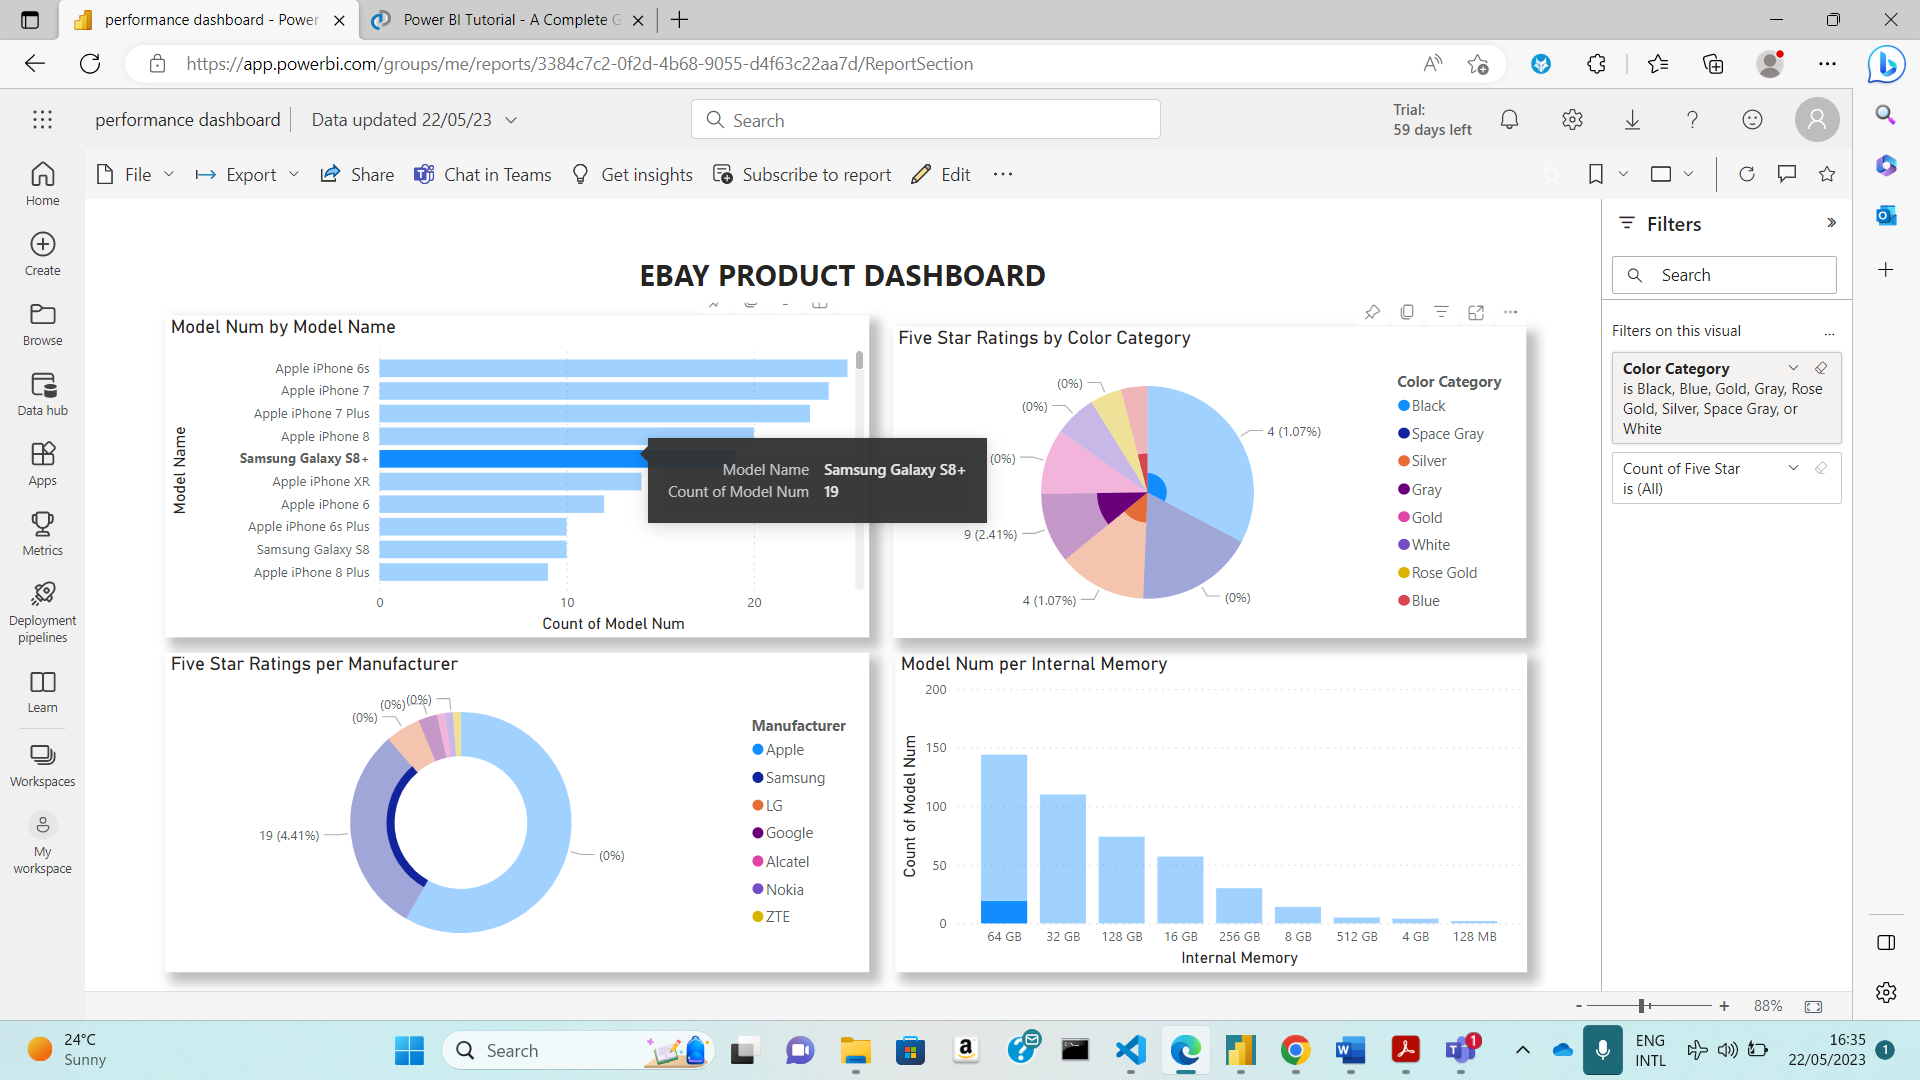 performance dashboard - Power
Power BI Tutorial - A Complete G
https://app.powerbi.com/groups/me/reports/3384c7c2-0f2d-4b68-9055-d4f63c22aa7d/ReportSection
performance dashboard
Data updated 22/05/23
Search
Trial:
59 days left
File
Export
Share
Chat in Teams
Get insights
Subscribe to report
Edit
Home
Create
Browse
Data hub
Apps
Metrics
Deployment
pipelines
Learn
Workspaces
My
workspace
EBAY PRODUCT DASHBOARD
Model Num by Model Name
Model Name
Apple iPhone 6s
Apple iPhone 7
Apple iPhone 7 Plus
Apple iPhone 8
Samsung Galaxy S8+
Apple iPhone XR
Apple iPhone 6
Apple iPhone 6s Plus
Samsung Galaxy S8
Apple iPhone 8 Plus
0
10
20
Count of Model Num
Model Name Samsung Galaxy S8+
Count of Model Num 19
Five Star Ratings by Color Category
(0%)
(0%)
(0%)
9 (2.41%)
4 (1.07%)
(0%)
4 (1.07%)
Color Category
Black
Space Gray
Silver
Gray
Gold
White
Rose Gold
Blue
Five Star Ratings per Manufacturer
(0%)
(0%)
(0%)
19 (4.41%)
(0%)
Manufacturer
Apple
Samsung
LG
Google
Alcatel
Nokia
ZTE
Model Num per Internal Memory
Count of Model Num
200
150
100
50
0
64 GB
32 GB
128 GB
16 GB
256 GB
8 GB
512 GB
4 GB
128 MB
Internal Memory
Filters
Search
Filters on this visual
...
Color Category
is Black, Blue, Gold, Gray, Rose
Gold, Silver, Space Gray, or
White
Count of Five Star
is (All)
- + 88%
24°C
Sunny
Search
1
ENG
INTL
16:35
22/05/2023
1